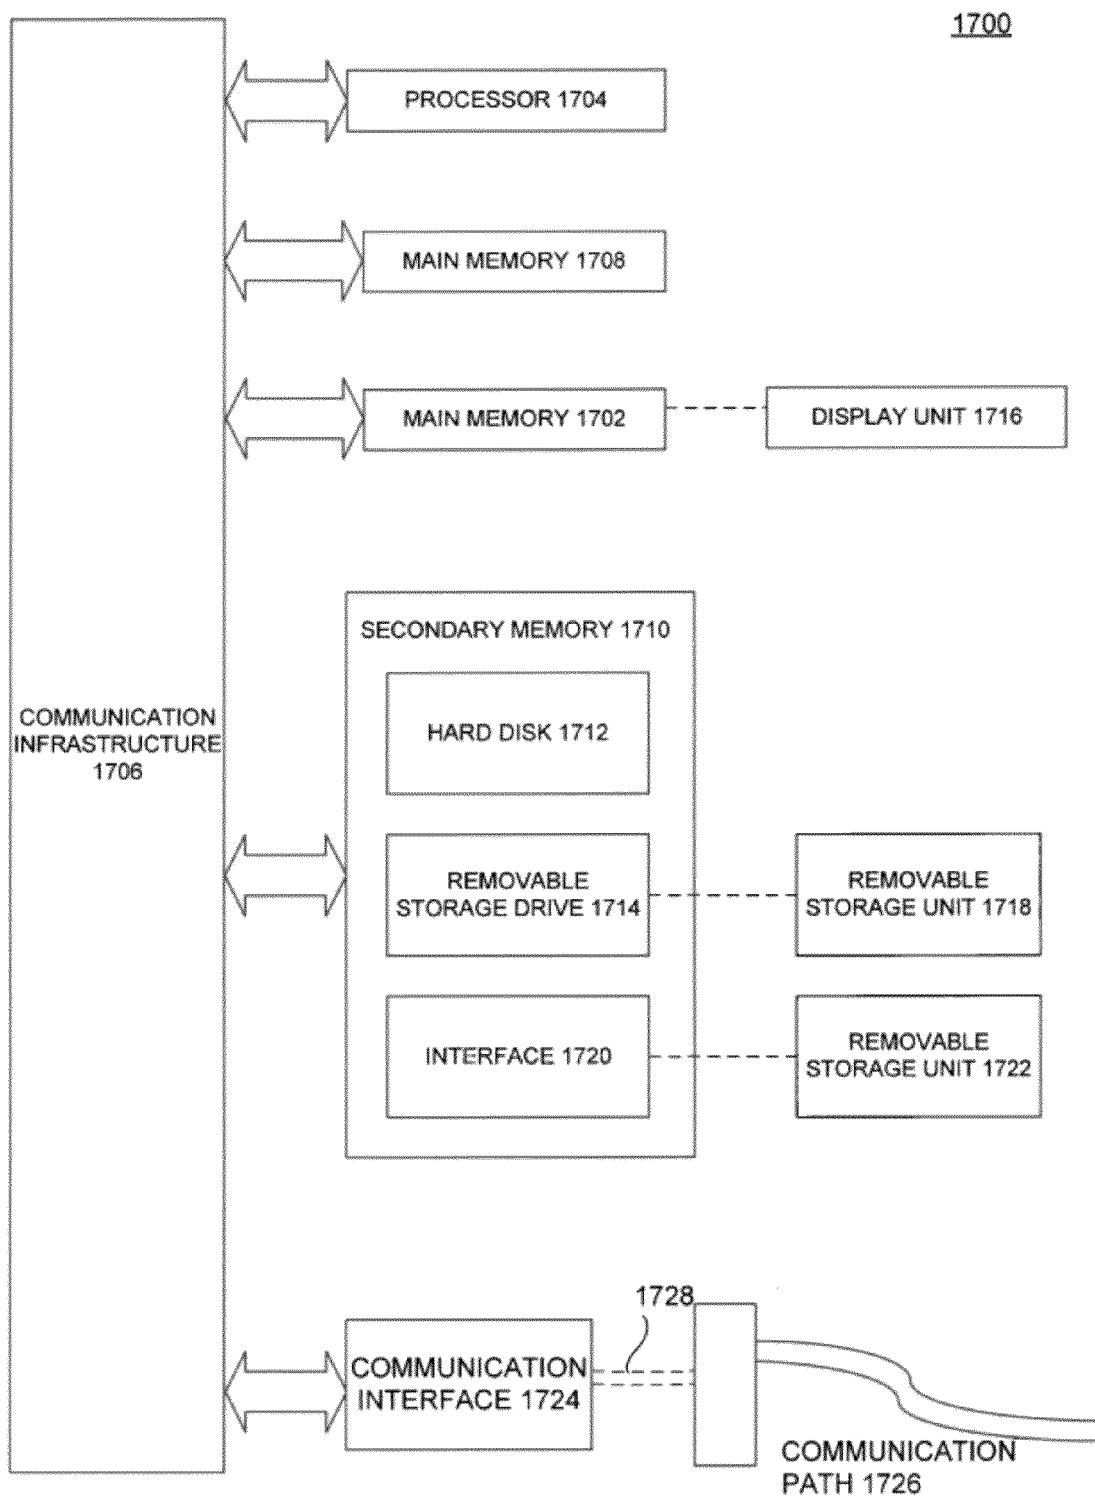 1700
PROCESSOR 1704
MAIN MEMORY 1708
MAIN MEMORY 1702
DISPLAY UNIT 1716
SECONDARY MEMORY 1710
HARD DISK 1712
COMMUNICATION
INFRASTRUCTURE
1706
REMOVABLE
STORAGE DRIVE 1714
REMOVABLE
STORAGE UNIT 1718
INTERFACE 1720
REMOVABLE
STORAGE UNIT 1722
1728
COMMUNICATION
INTERFACE 1724
COMMUNICATION
PATH 1726